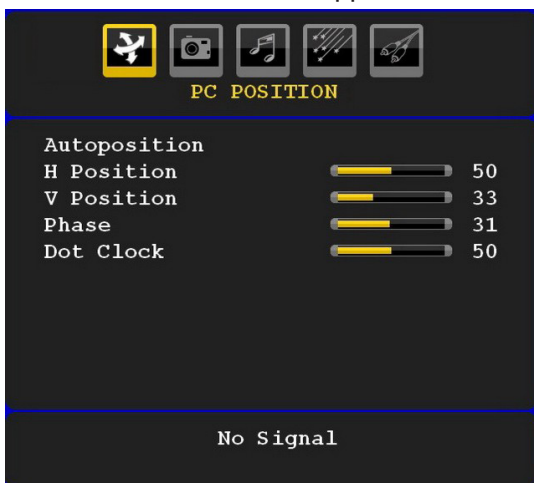 PC POSITION
Autoposition
H Position 50
V Position 33
Phase 31
Dot Clock 50
No Signal